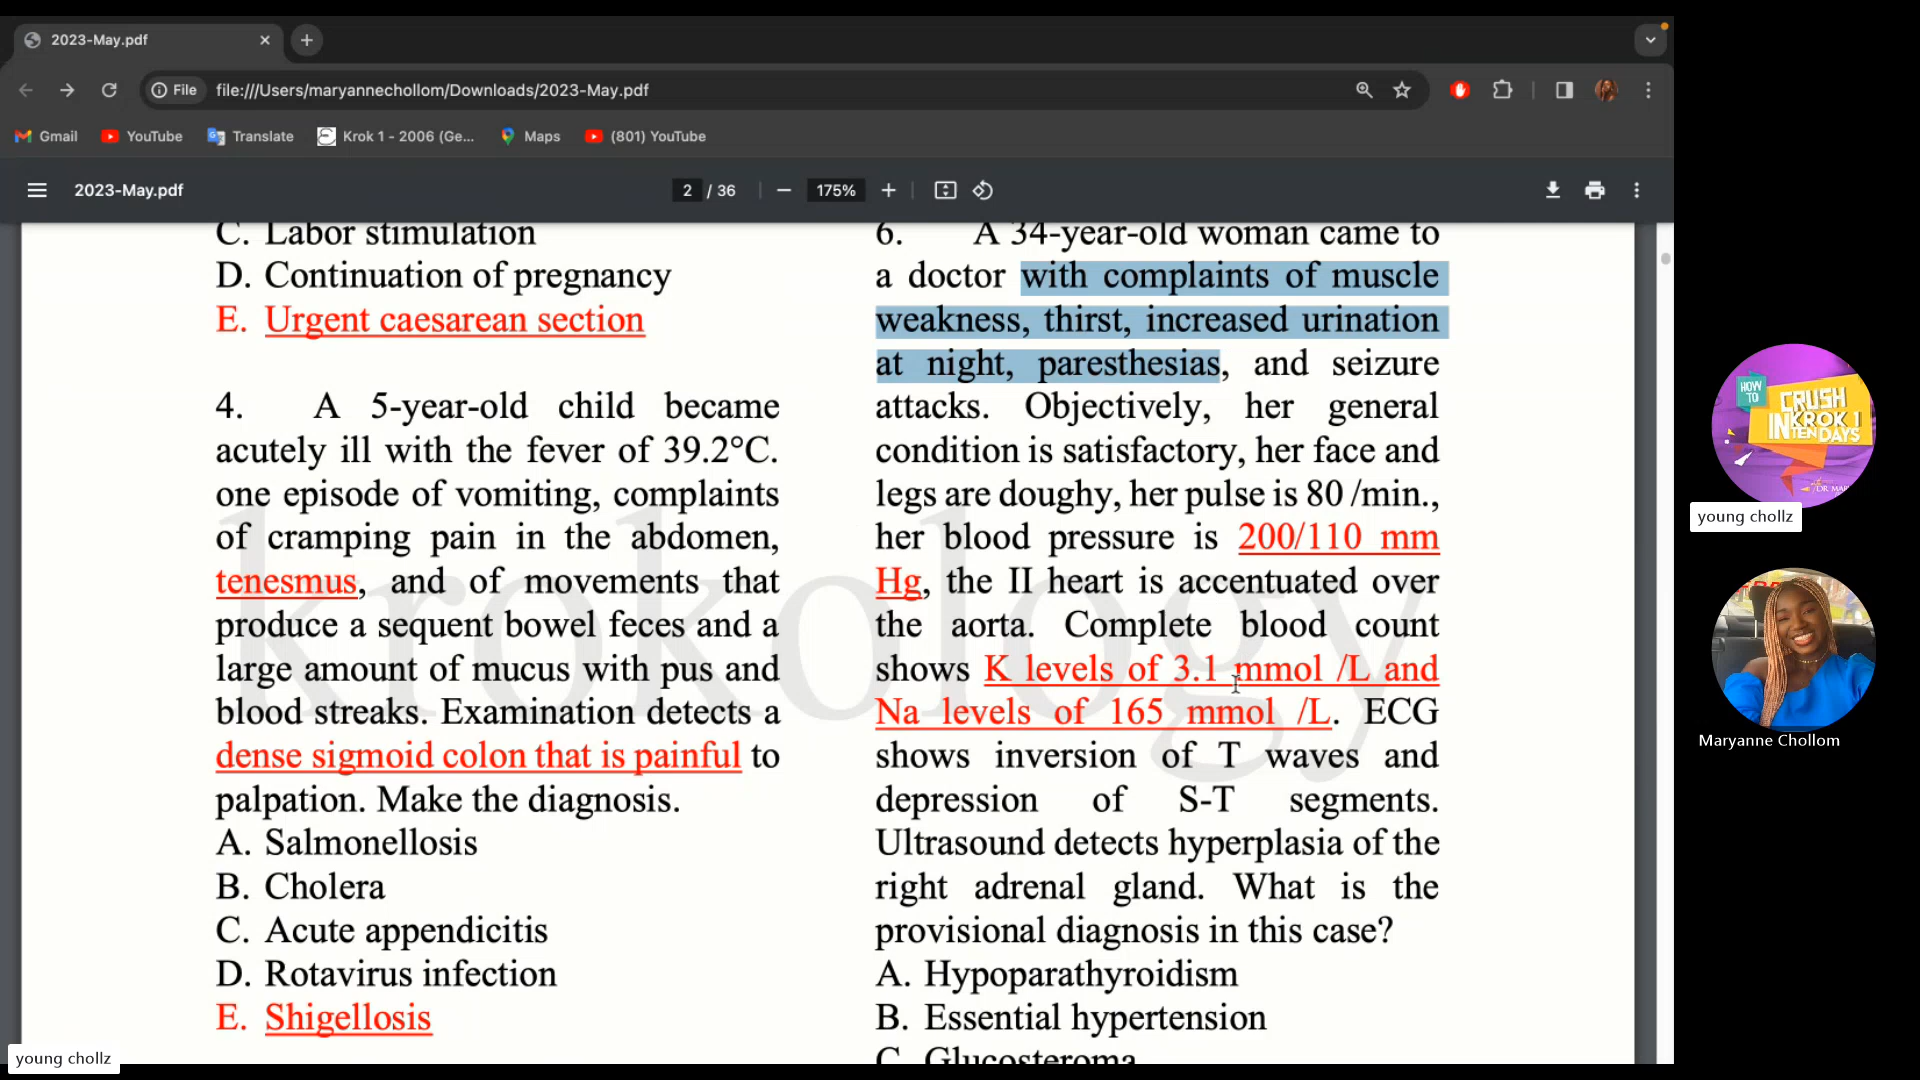 2023-May.pdf
File
file:///Users/maryannechollom/Downloads/2023-May.pdf
Gmail
YouTube
Translate
Krok 1 - 2006 (Ge...
Maps
(801) YouTube
2023-May.pdf
2 / 36
175%
C. Labor stimulation
D. Continuation of pregnancy
E. Urgent caesarean section
4. A 5-year-old child became
acutely ill with the fever of 39.2°C.
one episode of vomiting, complaints
of cramping pain in the abdomen,
tenesmus, and of movements that
produce a sequent bowel feces and a
large amount of mucus with pus and
blood streaks. Examination detects a
dense sigmoid colon that is painful to
palpation. Make the diagnosis.
A. Salmonellosis
B. Cholera
C. Acute appendicitis
D. Rotavirus infection
E. Shigellosis
6. A 34-year-old woman came to
a doctor with complaints of muscle
weakness, thirst, increased urination
at night, paresthesias, and seizure
attacks. Objectively, her general
condition is satisfactory, her face and
legs are doughy, her pulse is 80 /min.,
her blood pressure is 200/110 mm
Hg, the II heart is accentuated over
the aorta. Complete blood count
shows K levels of 3.1 mmol /L and
Na levels of 165 mmol /L. ECG
shows inversion of T waves and
depression of S-T segments.
Ultrasound detects hyperplasia of the
right adrenal gland. What is the
provisional diagnosis in this case?
A. Hypoparathyroidism
B. Essential hypertension
C. Glucosteroma
krokology
HOW
TO
CRUSH
KROK 1
IN TEN DAYS
young chollz
Maryanne Chollom
young chollz